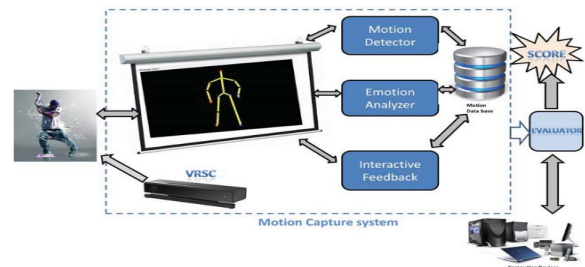 Motion
Detector
SCORE
Emotion
Analyzer
Motion
Data base
EVALUATOR
Interactive
Feedback
VRSC
Motion Capture system